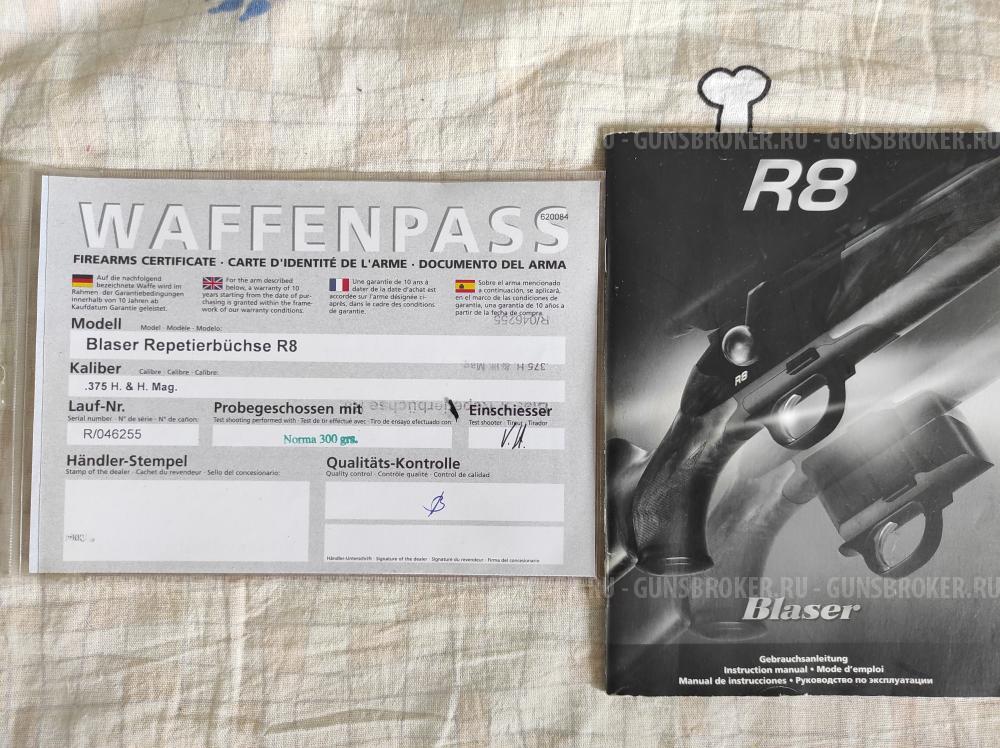 WAFFENPASS
620084
FIREARMS CERTIFICATE · CARTE D'IDENTITÉ DE L'ARME · DOCUMENTO DEL ARMA
Auf die nachfolgend
bezeichnete Waffe wird im
Rahmen der Garantiebedingungen
innerhalb von 10 Jahren ab
Kaufdatum Garantie geleistet.
For the arm described
below, a warranty of 10
years starting from the date of pur-
chasing is granted within the frame-
work of our warranty conditions.
Une garantie de 10 ans à
dater de la date d'achat est
accordée sur l'arme désignée ci-
après, dans le cadre des conditions
de garantie.
Sobre el arma mencionado
a continuación, se aplicará,
en el marco de las condiciones de
garantía, una garantía de 10 años a
partir de la fecha de compra.
R/046255
Modell Model · Modèle · Modelo:
Blaser Repetierbüchse R8
.375 H. & H. Mag.
Kaliber Calibre · Calibre · Calibre:
.375 H. & H. Mag.
Lauf-Nr.
Serial number · N° de série · N° de cañon:
R/046255
Probegeschossen mit
Test shooting performed with · Test de tir effectué avec · Tiro de ensayo efectuado con:
Norma 300 grs.
Einschiesser
Test shooter · Tireur · Tirador
Händler-Stempel
Stamp of the dealer · Cachet du revendeur · Sello del concesionario:
Qualitäts-Kontrolle
Quality control · Contrôle qualité · Control de calidad
Händler-Unterschrift · Signature of the dealer · Signature du revendeur · Firma del concesionario
GUNSBROKER.RU - GUNSBROKER.RU
R8
R8
GUNSBROKER.RU - GUNSBROKER.RU
Blaser
Gebrauchsanleitung
Instruction manual • Mode d'emploi
Manual de instrucciones • Руководство по эксплуатации